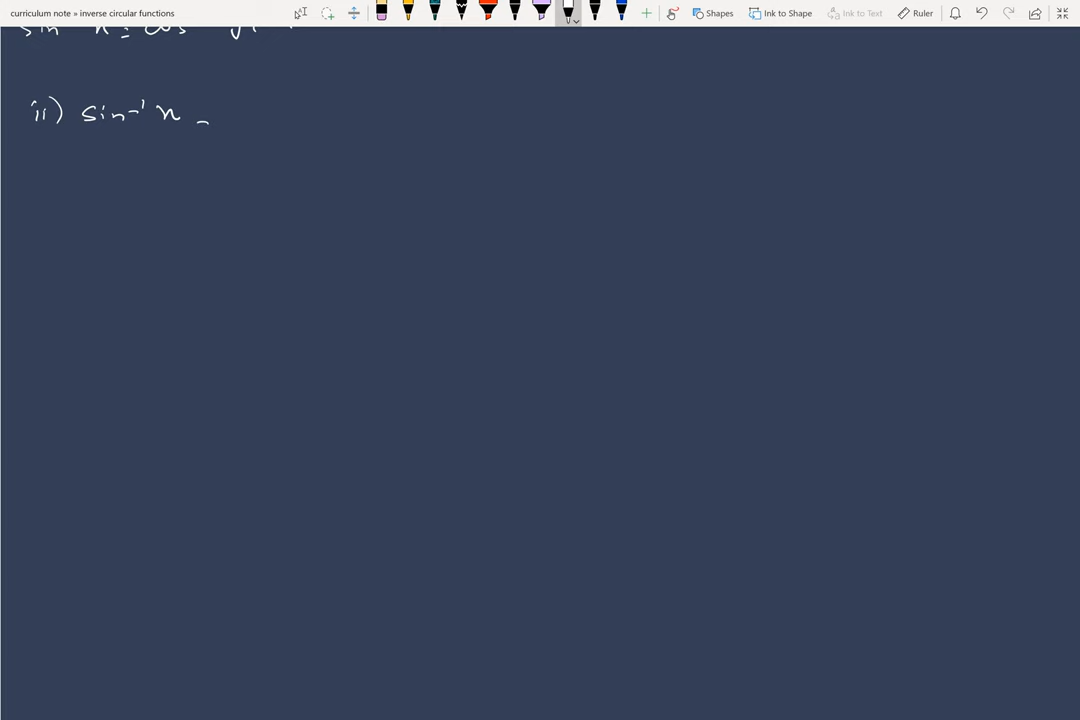 curriculum note » inverse circular functions
Shapes Ink to Shape Ink to Text Ruler
ii) sin⁻¹ x -